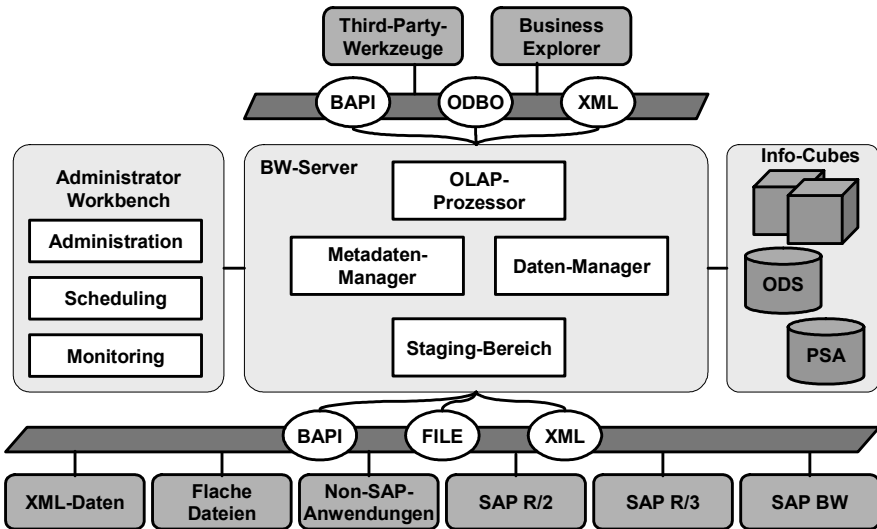 Third-Party-
Werkzeuge
Business
Explorer
BAPI
ODBO
XML
Administrator
Workbench
Administration
Scheduling
Monitoring
BW-Server
OLAP-
Prozessor
Metadaten-
Manager
Daten-Manager
Staging-Bereich
Info-Cubes
ODS
PSA
BAPI
FILE
XML
XML-Daten
Flache
Dateien
Non-SAP-
Anwendungen
SAP R/2
SAP R/3
SAP BW